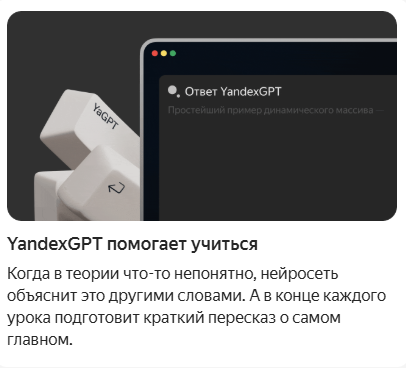 YaGPT
Ответ YandexGPT
Простейший пример динамического массива —
YandexGPT помогает учиться
Когда в теории что-то непонятно, нейросеть
объяснит это другими словами. А в конце каждого
урока подготовит краткий пересказ о самом
главном.